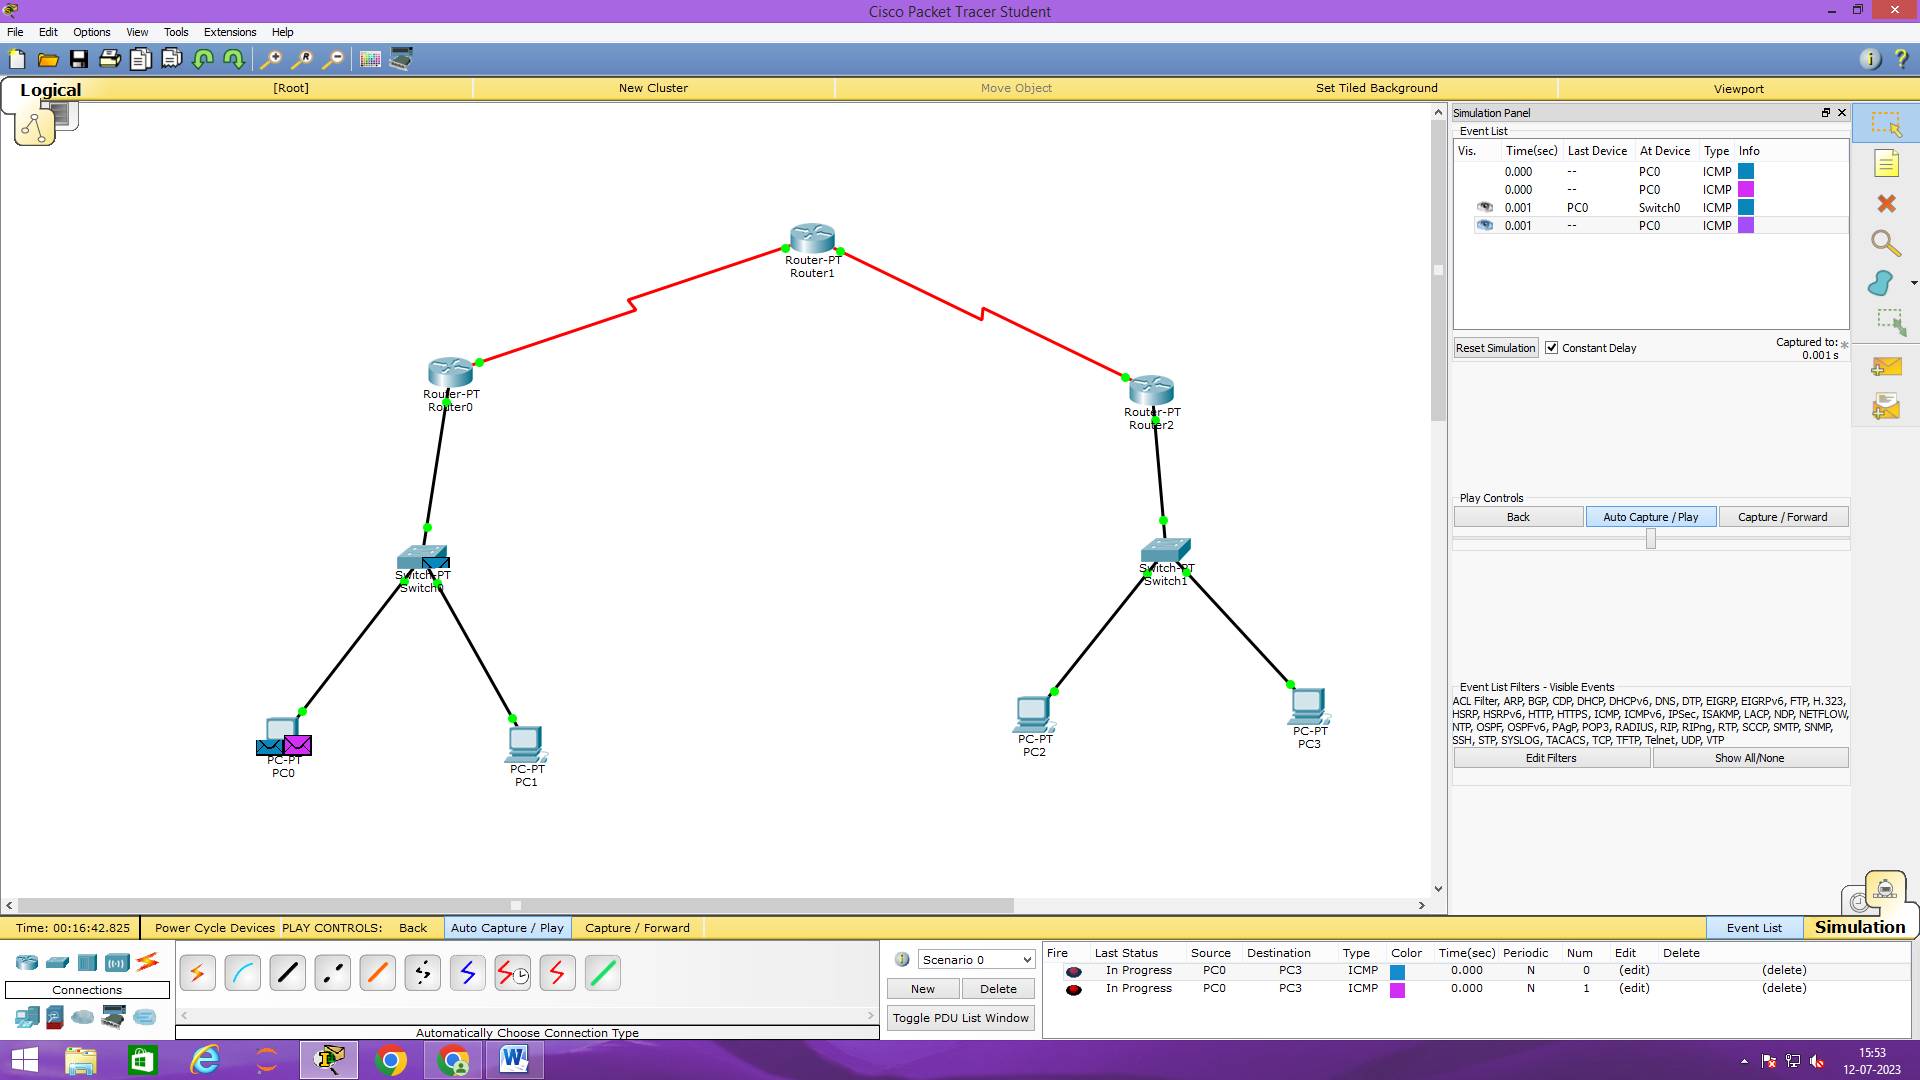 Cisco Packet Tracer Student
File Edit Options View Tools Extensions Help
Logical [Root] New Cluster Move Object Set Tiled Background Viewport
Simulation Panel
Event List
Vis. Time(sec) Last Device At Device Type Info
0.000 -- PC0 ICMP
0.000 -- PC0 ICMP
0.001 PC0 Switch0 ICMP
0.001 -- PC0 ICMP
Reset Simulation Constant Delay Captured to: *
0.001 s
Play Controls
Back Auto Capture / Play Capture / Forward
Event List Filters - Visible Events
ACL Filter, ARP, BGP, CDP, DHCP, DHCPv6, DNS, DTP, EIGRP, EIGRPv6, FTP, H.323,
HSRP, HSRPv6, HTTP, HTTPS, ICMP, ICMPv6, IPSec, ISAKMP, LACP, NDP, NETFLOW,
NTP, OSPF, OSPFv6, PAgP, POP3, RADIUS, RIP, RIPng, RTP, SCCP, SMTP, SNMP,
SSH, STP, SYSLOG, TACACS, TCP, TFTP, Telnet, UDP, VTP
Edit Filters Show All/None
Router-PT
Router1
Router-PT
Router0
Router-PT
Router2
Switch-PT
Switch0
Switch-PT
Switch1
PC-PT
PC0
PC-PT
PC1
PC-PT
PC2
PC-PT
PC3
Time: 00:16:42.825 Power Cycle Devices PLAY CONTROLS: Back Auto Capture / Play Capture / Forward Event List Simulation
Connections
Automatically Choose Connection Type
Scenario 0
New Delete
Toggle PDU List Window
Fire Last Status Source Destination Type Color Time(sec) Periodic Num Edit Delete
In Progress PC0 PC3 ICMP 0.000 N 0 (edit) (delete)
In Progress PC0 PC3 ICMP 0.000 N 1 (edit) (delete)
15:53
12-07-2023